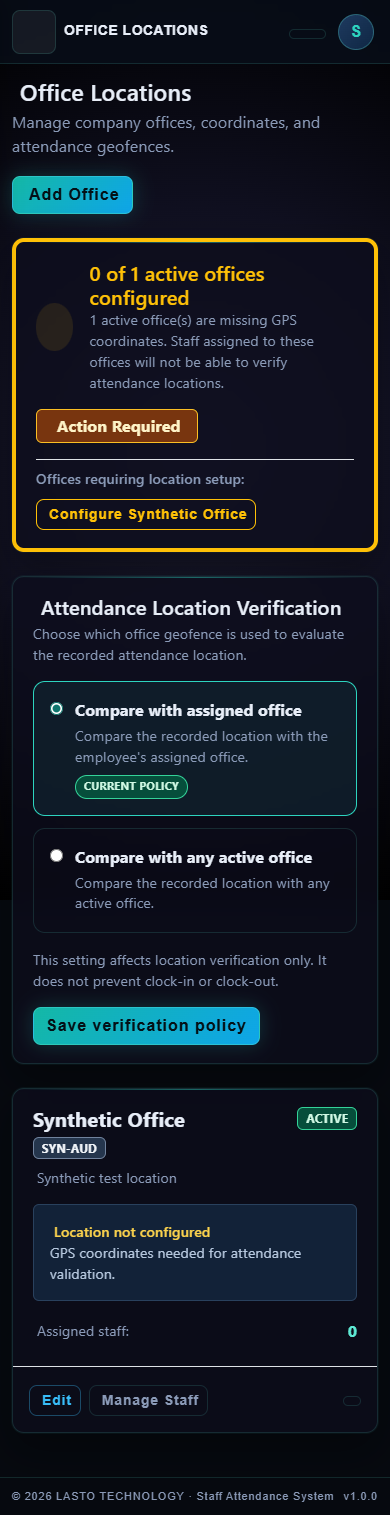 OFFICE LOCATIONS
S
Office Locations
Manage company offices, coordinates, and
attendance geofences.
Add Office
0 of 1 active offices
configured
1 active office(s) are missing GPS
coordinates. Staff assigned to these
offices will not be able to verify
attendance locations.
Action Required
Offices requiring location setup:
Configure Synthetic Office
Attendance Location Verification
Choose which office geofence is used to evaluate
the recorded attendance location.
Compare with assigned office
Compare the recorded location with the
employee's assigned office.
CURRENT POLICY
Compare with any active office
Compare the recorded location with any
active office.
This setting affects location verification only. It
does not prevent clock-in or clock-out.
Save verification policy
Synthetic Office
ACTIVE
SYN-AUD
Synthetic test location
Location not configured
GPS coordinates needed for attendance
validation.
Assigned staff: 0
Edit Manage Staff
© 2026 LASTO TECHNOLOGY · Staff Attendance System v1.0.0